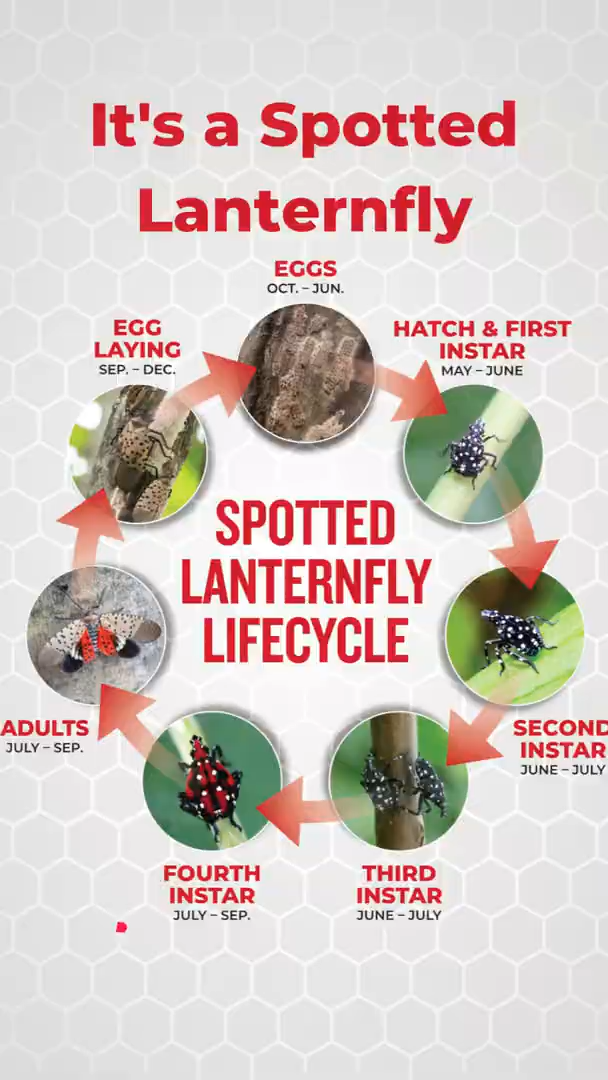 It's a Spotted
Lanternfly
EGGS
OCT. – JUN.
HATCH & FIRST
INSTAR
MAY – JUNE
SECOND
INSTAR
JUNE – JULY
THIRD
INSTAR
JUNE – JULY
FOURTH
INSTAR
JULY – SEP.
ADULTS
JULY – SEP.
EGG
LAYING
SEP. – DEC.
SPOTTED
LANTERNFLY
LIFECYCLE